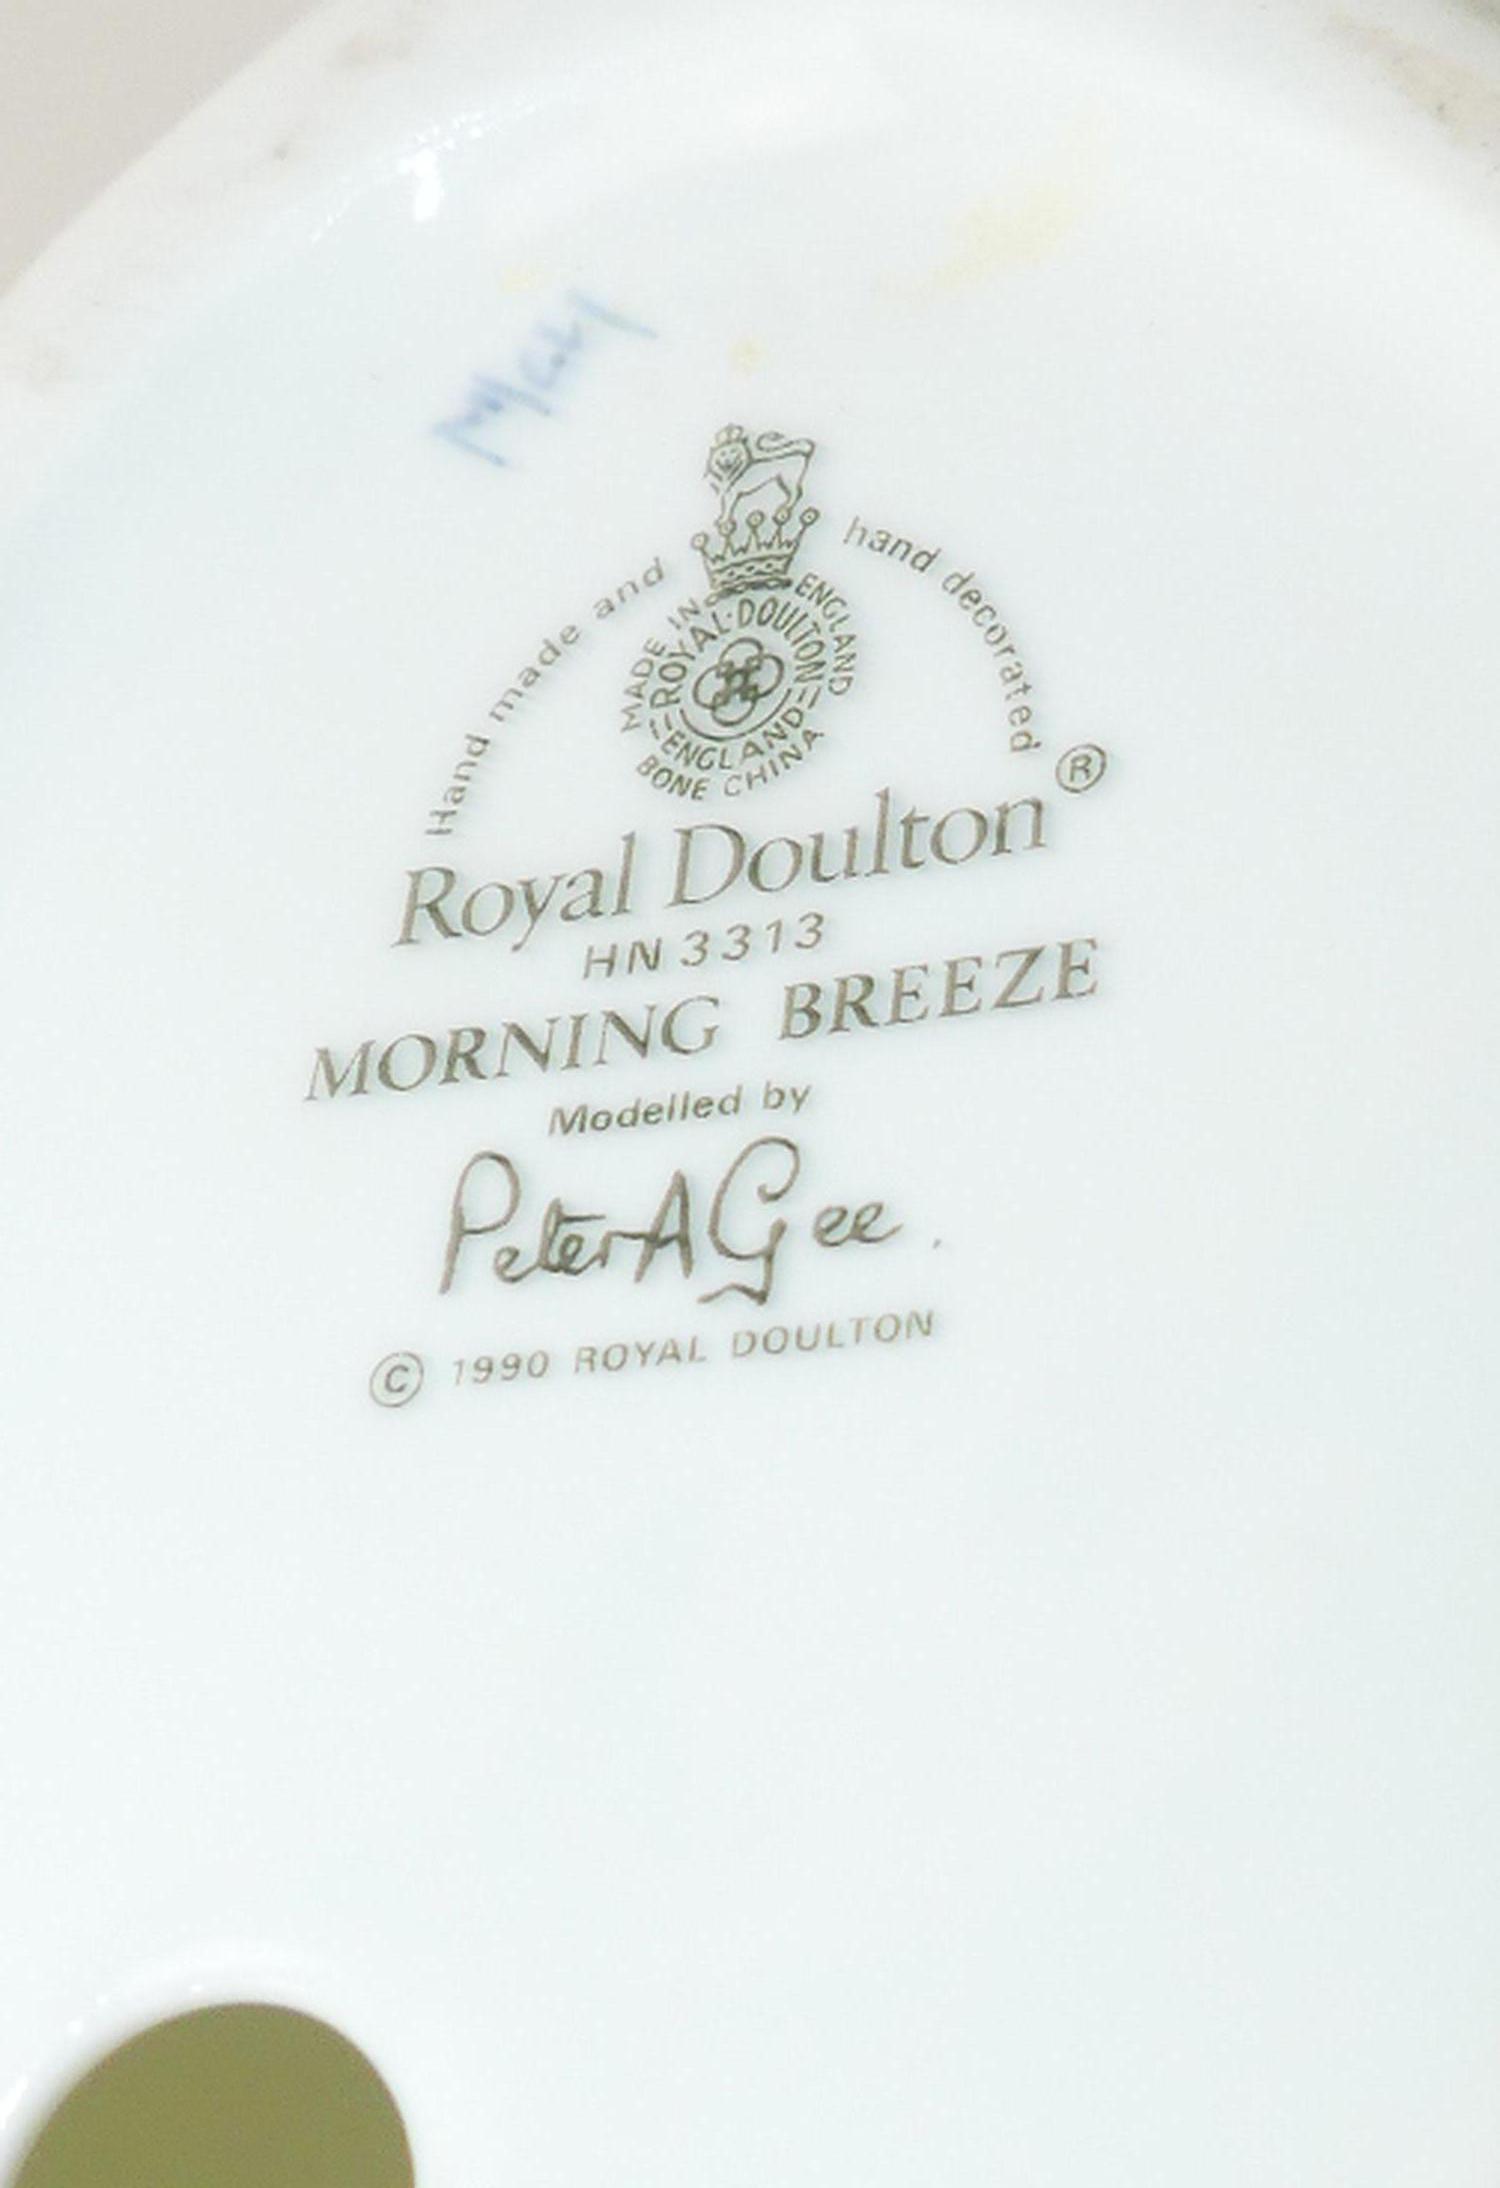 Hand made and hand decorated
MADE IN ENGLAND
ROYAL·DOULTON
ENGLAND
BONE CHINA
Royal Doulton ®
HN 3313
MORNING BREEZE
Modelled by
Peter A Gee.
© 1990 ROYAL DOULTON